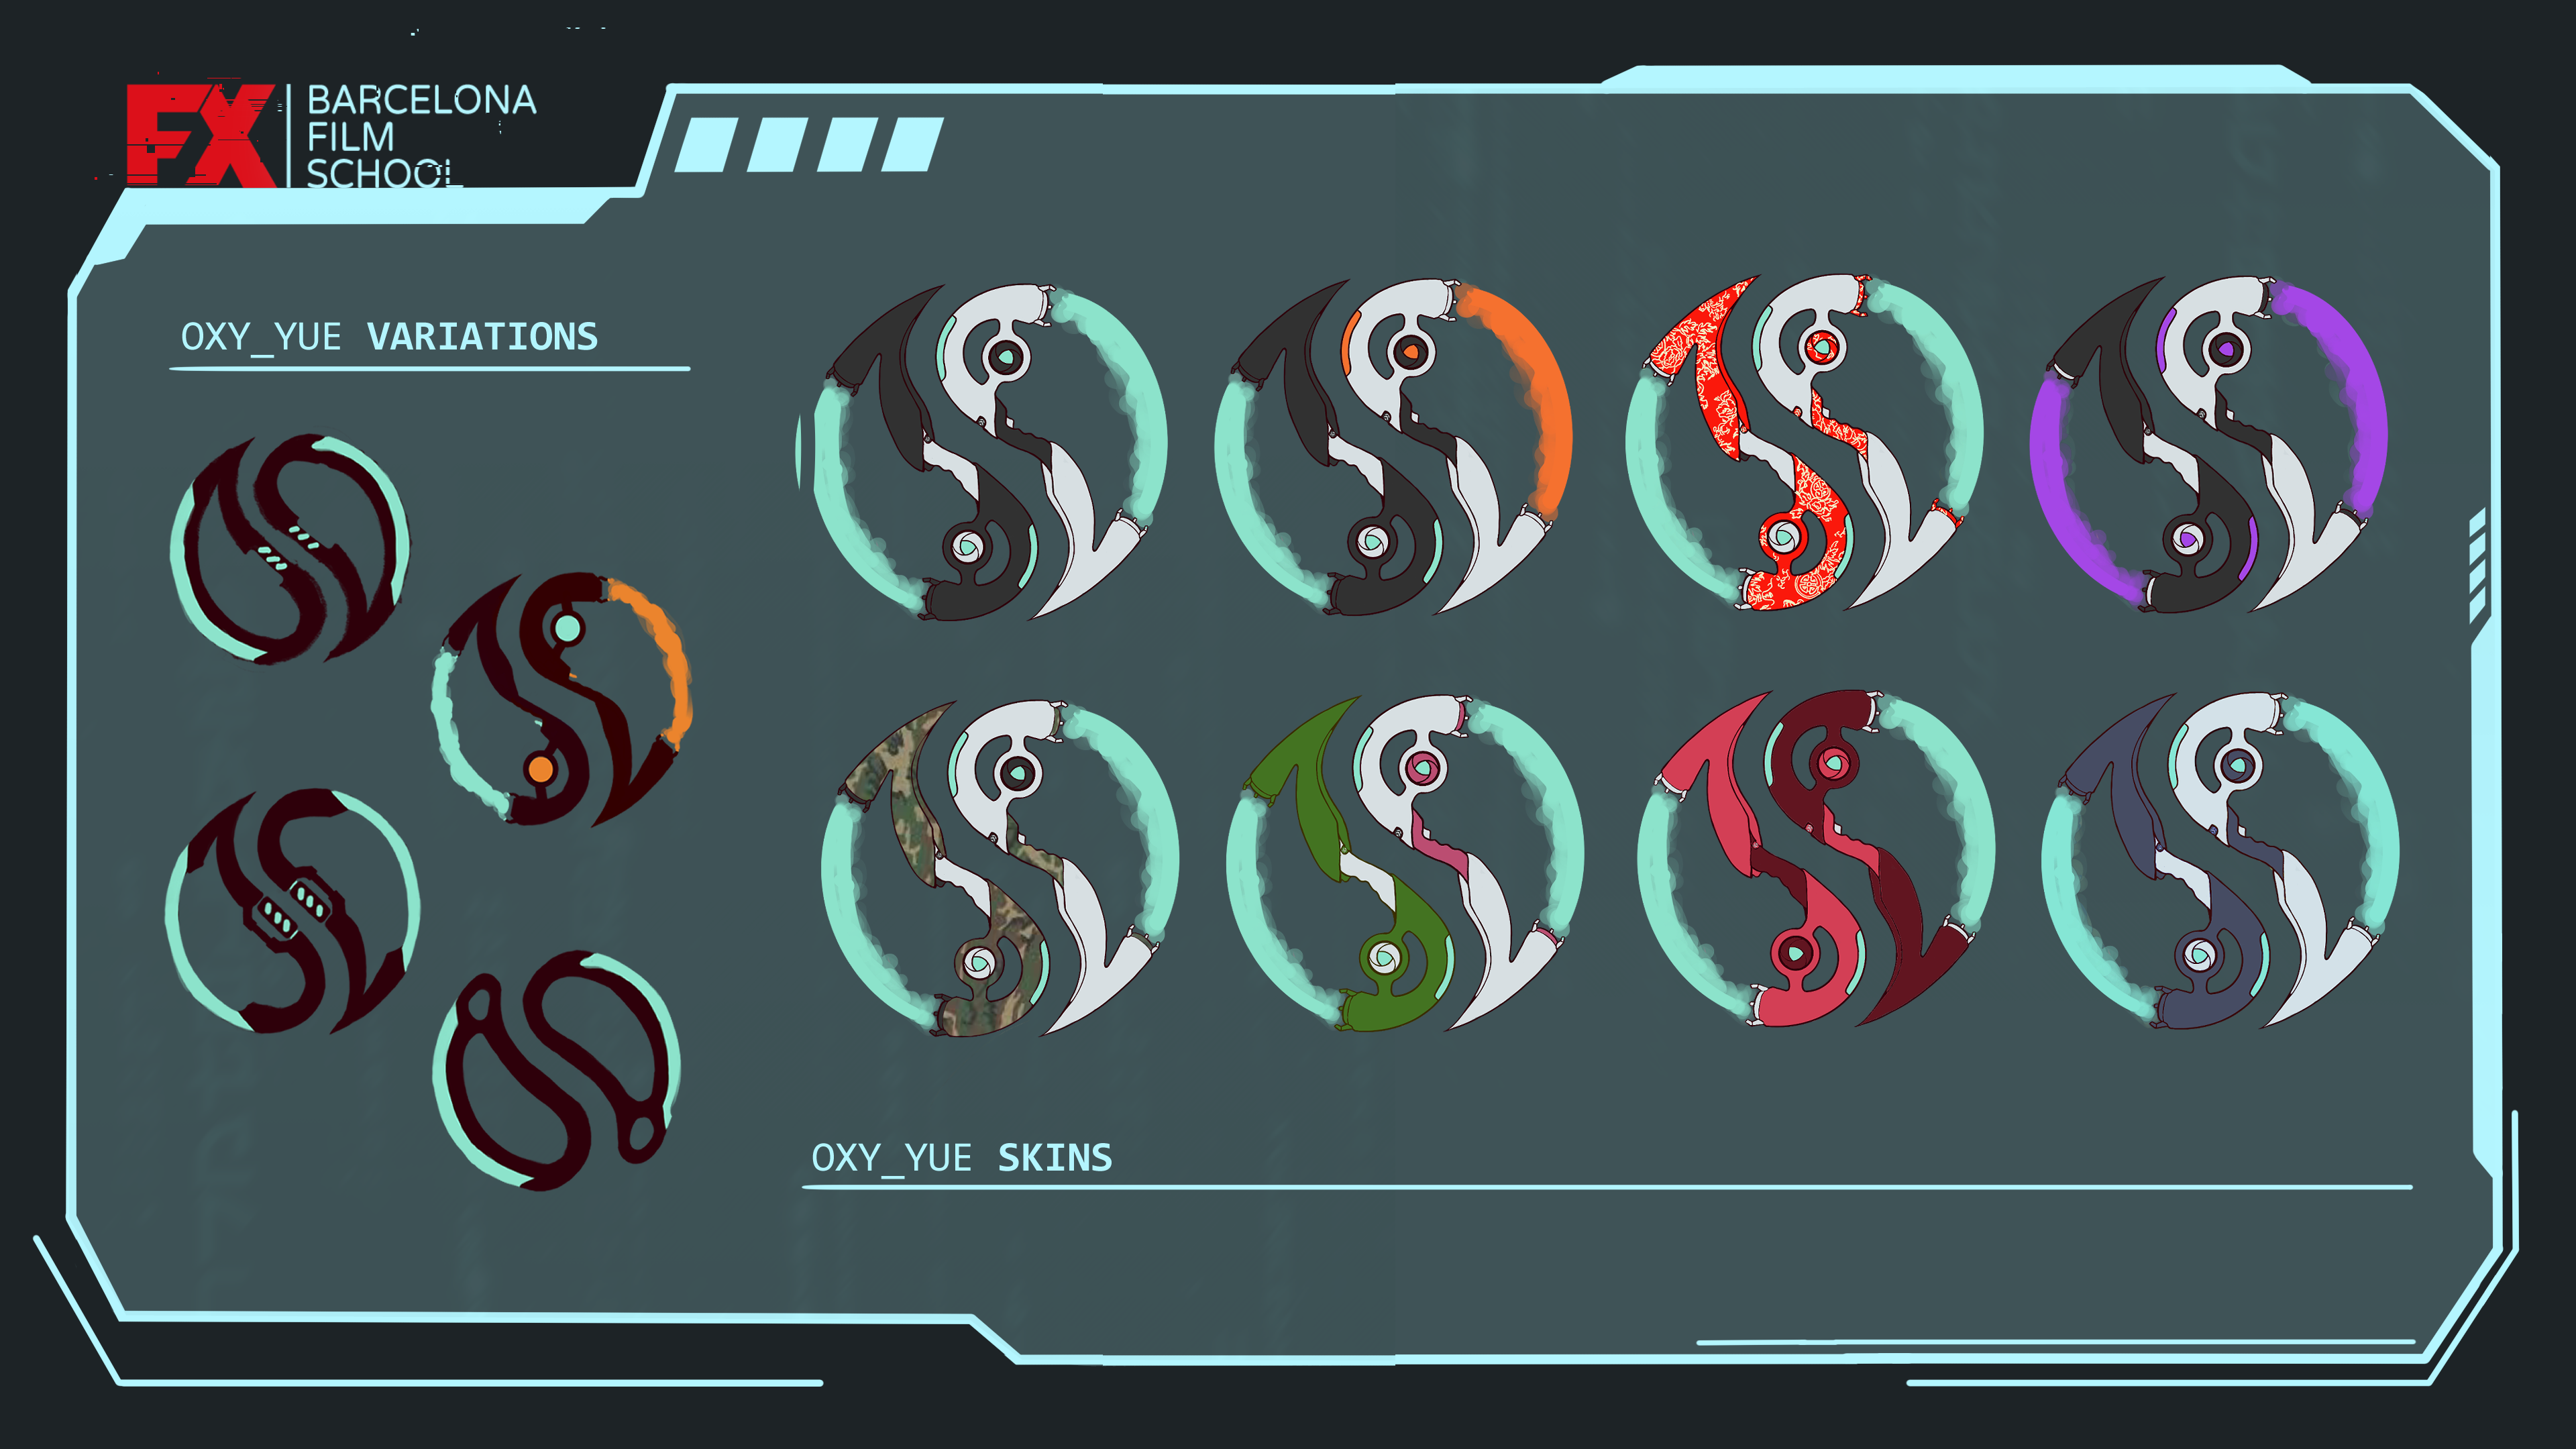 FX
BARCELONA
FILM
SCHOOL
OXY_YUE VARIATIONS
OXY_YUE SKINS